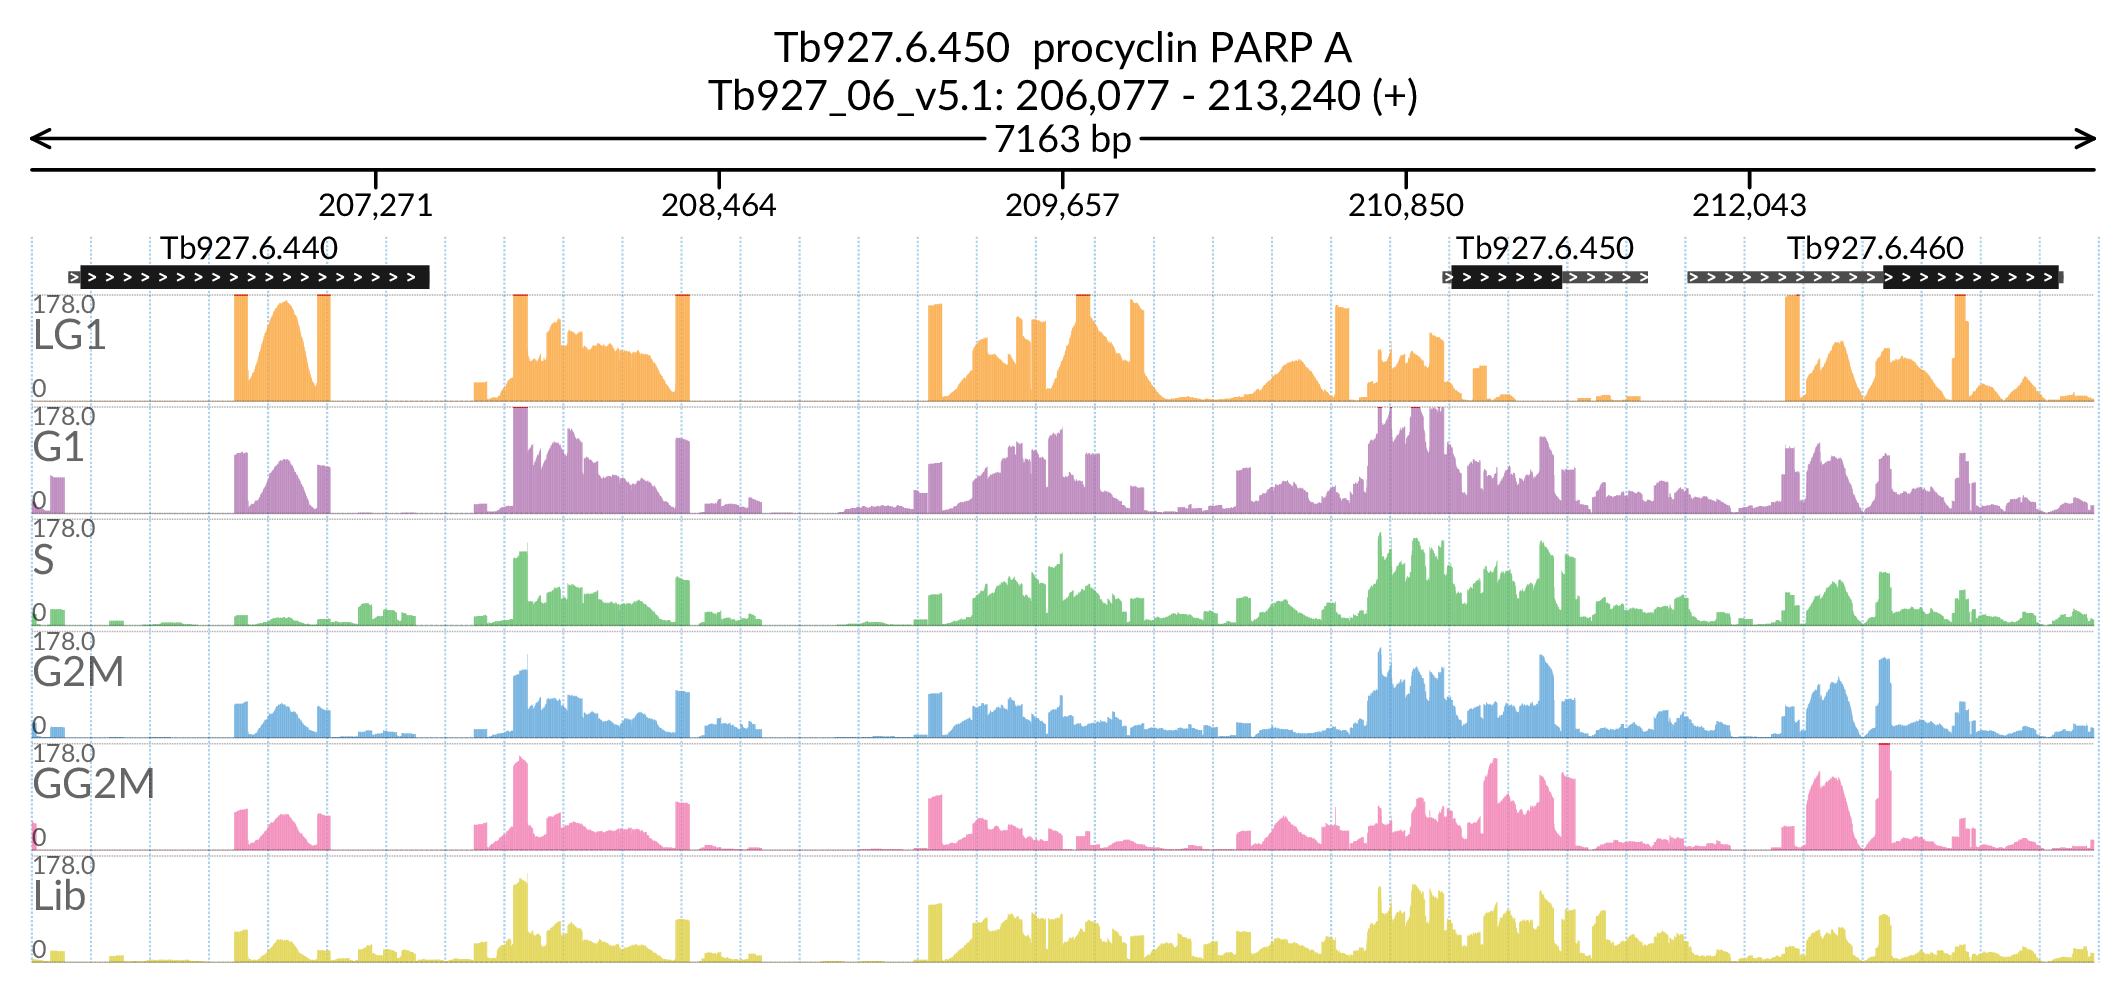 Tb927.6.450  procyclin PARP A
Tb927_06_v5.1: 206,077 - 213,240 (+)
7163 bp
207,271 208,464 209,657 210,850 212,043
Tb927.6.440 Tb927.6.450 Tb927.6.460
178.0
LG1
0
178.0
G1
0
178.0
S
0
178.0
G2M
0
178.0
GG2M
0
178.0
Lib
0